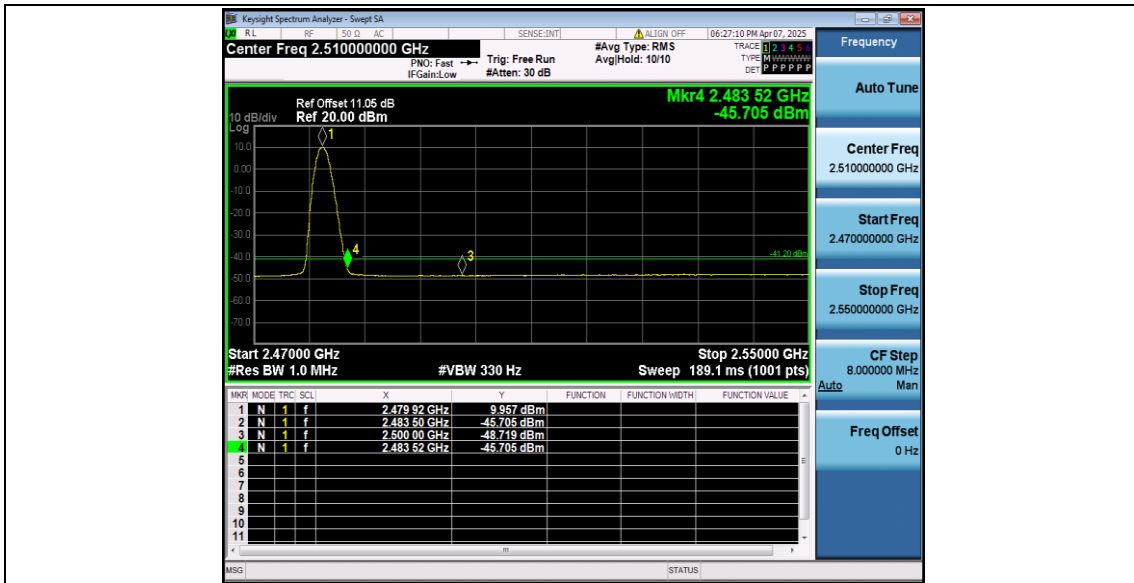 Keysight Spectrum Analyzer - Swept SA
LXI RL RF 50 Ω AC SENSE:INT ALIGN OFF 06:27:10 PM Apr 07, 2025
Center Freq 2.510000000 GHz
PNO: Fast
IFGain:Low
Trig: Free Run
#Atten: 30 dB
#Avg Type: RMS
Avg|Hold: 10/10
TRACE 1 2 3 4 5 6
TYPE M WWWWW
DET P P P P P P
Ref Offset 11.05 dB
Ref 20.00 dBm
10 dB/div
Log
Mkr4 2.483 52 GHz
-45.705 dBm
1
10.0
0.00
-10.0
-20.0
-30.0
4
3
-41.20 dBm
-40.0
-50.0
-60.0
-70.0
Start 2.47000 GHz Stop 2.55000 GHz
#Res BW 1.0 MHz #VBW 330 Hz Sweep 189.1 ms (1001 pts)
MKR MODE TRC SCL X Y FUNCTION FUNCTION WIDTH FUNCTION VALUE
1 N 1 f 2.479 92 GHz 9.957 dBm
2 N 1 f 2.483 50 GHz -45.705 dBm
3 N 1 f 2.500 00 GHz -48.719 dBm
4 N 1 f 2.483 52 GHz -45.705 dBm
5
6
7
8
9
10
11
MSG STATUS
Frequency
Auto Tune
Center Freq
2.510000000 GHz
Start Freq
2.470000000 GHz
Stop Freq
2.550000000 GHz
CF Step
8.000000 MHz
Auto Man
Freq Offset
0 Hz